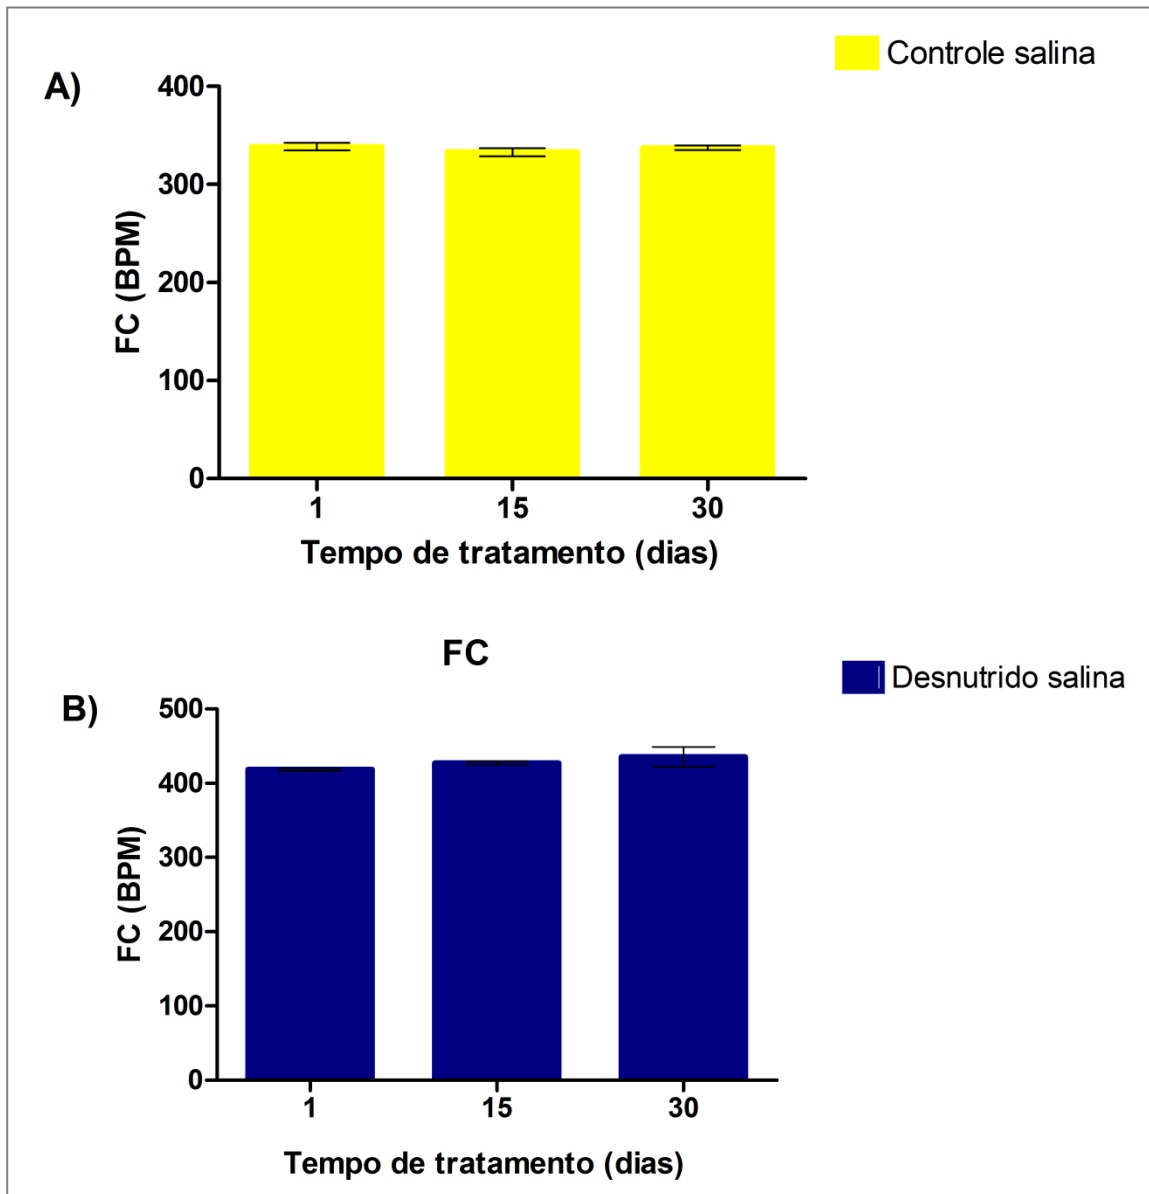 Controle salina
A)
400
300
200
100
0
FC (BPM)
1 15 30
Tempo de tratamento (dias)
FC
Desnutrido salina
B)
500
400
300
200
100
0
FC (BPM)
1 15 30
Tempo de tratamento (dias)